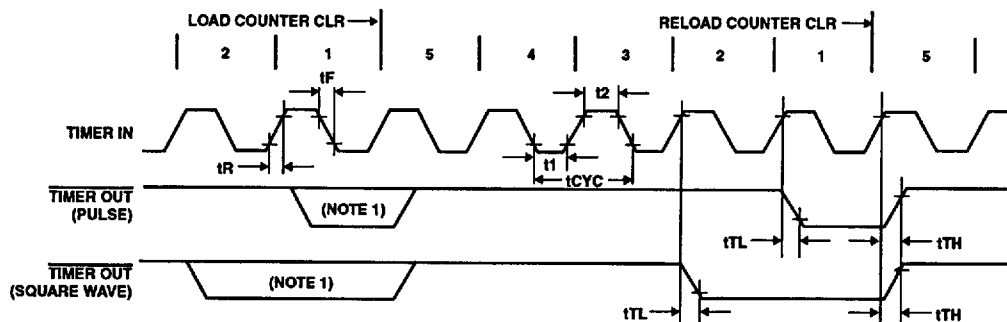 LOAD COUNTER CLR
RELOAD COUNTER CLR
2 1 5 4 3 2 1 5
tF
t2
TIMER IN
tR
t1
tCYC
TIMER OUT
(PULSE)
(NOTE 1)
tTL
tTH
TIMER OUT
(SQUARE WAVE)
(NOTE 1)
tTL
tTH